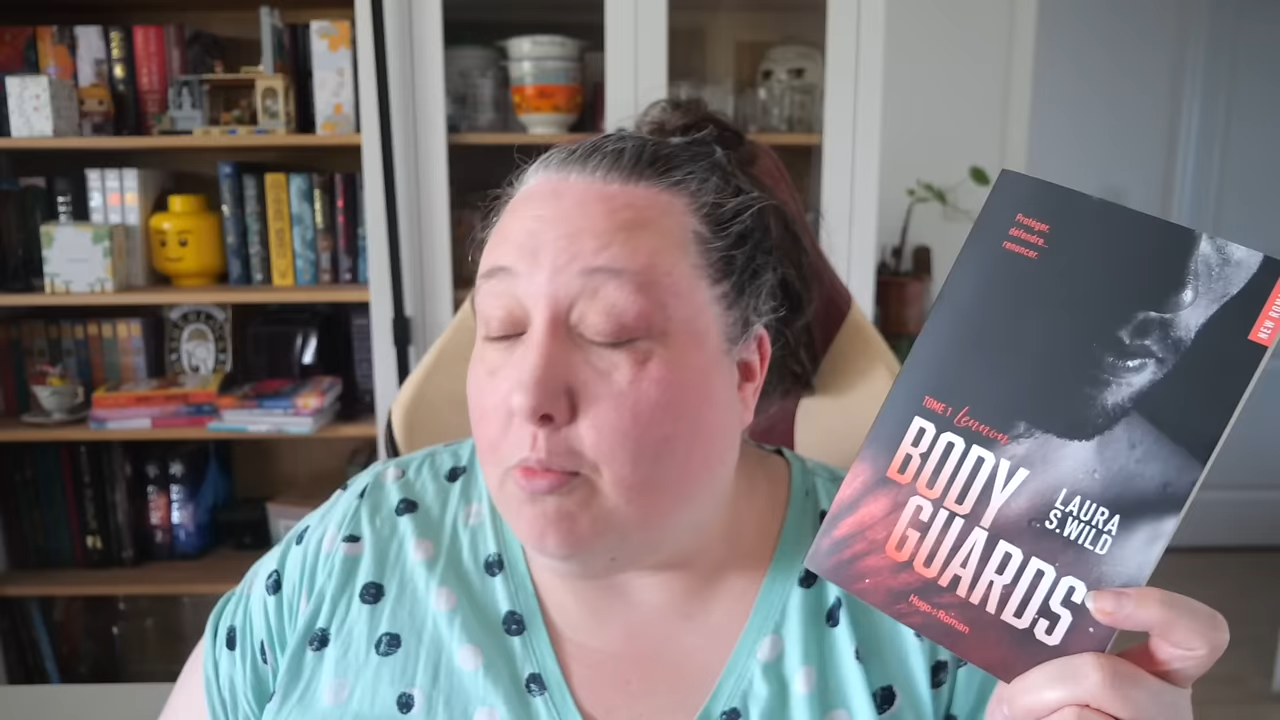 Protéger,
défendre...
renoncer.
NEW ROM
TOME 1 Lennon
BODY
GUARDS
LAURA
S. WILD
Hugo+Roman